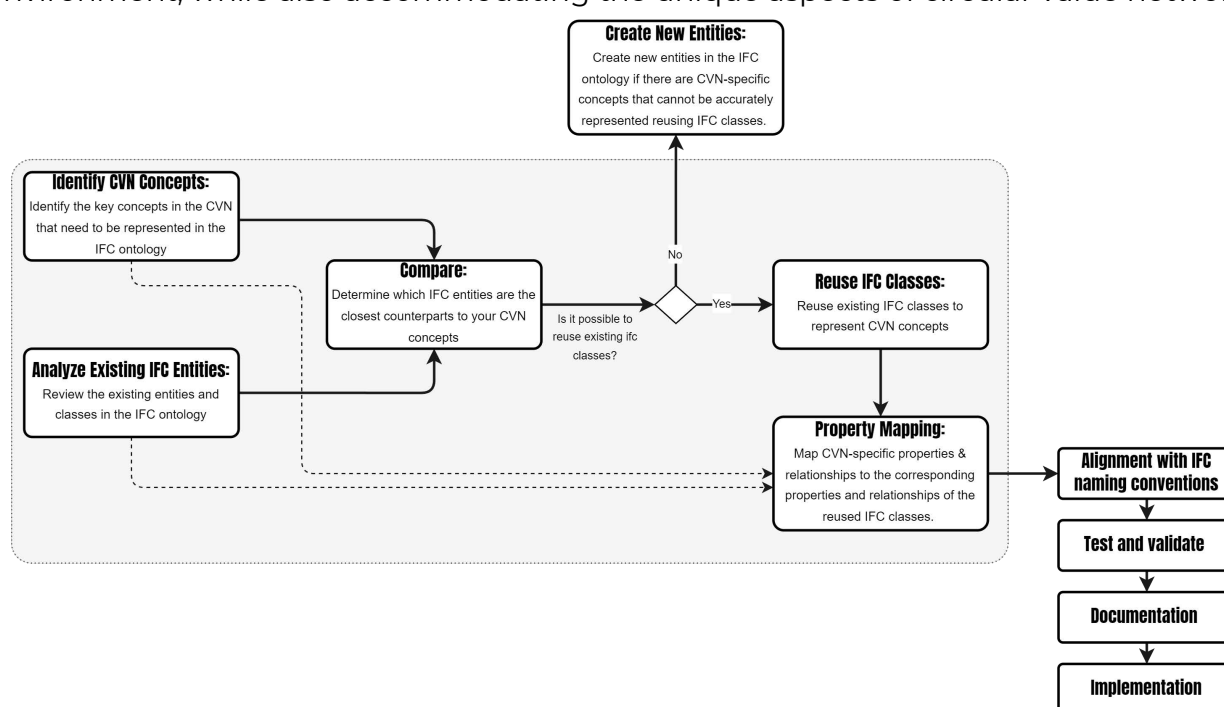 nvironment, while also accommodating the unique aspects of circular value netwo
Create New Entities:
Create new entities in the IFC
ontology if there are CVN-specific
concepts that cannot be accurately
represented reusing IFC classes.
Identify CVN Concepts:
Identify the key concepts in the CVN
that need to be represented in the
IFC ontology
Compare:
Determine which IFC entities are the
closest counterparts to your CVN
concepts
Is it possible to
reuse existing ifc
classes?
No
Yes
Reuse IFC Classes:
Reuse existing IFC classes to
represent CVN concepts
Analyze Existing IFC Entities:
Review the existing entities and
classes in the IFC ontology
Property Mapping:
Map CVN-specific properties &
relationships to the corresponding
properties and relationships of the
reused IFC classes.
Alignment with IFC
naming conventions
Test and validate
Documentation
Implementation